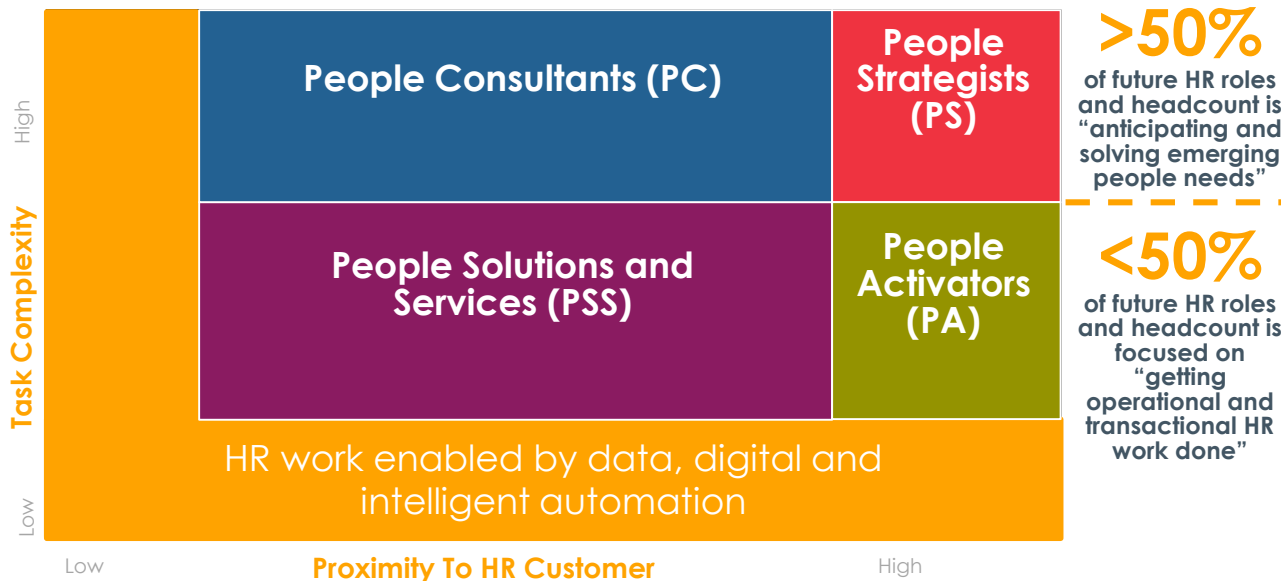 People Consultants (PC)
People
Strategists
(PS)
>50%
of future HR roles
and headcount is
“anticipating and
solving emerging
people needs”
High
Task Complexity
Low
People Solutions and
Services (PSS)
People
Activators
(PA)
<50%
of future HR roles
and headcount is
focused on
“getting
operational and
transactional HR
work done”
HR work enabled by data, digital and
intelligent automation
Low
Proximity To HR Customer
High